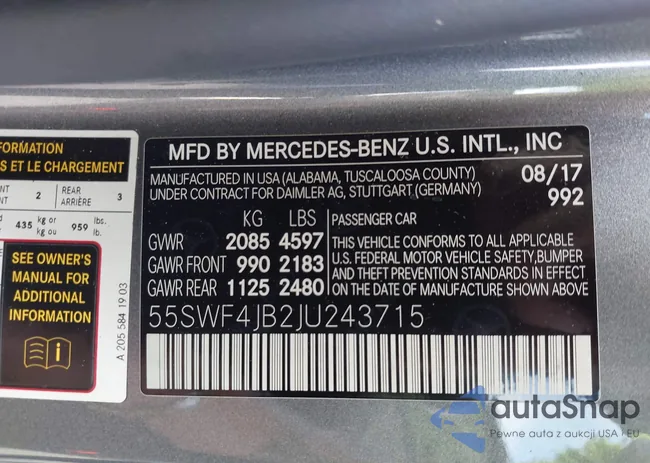 FORMATION
S ET LE CHARGEMENT
NT 2 REAR 3
NT ARRIÈRE
435 kg or 959 lbs.
kg ou lb.
SEE OWNER'S
MANUAL FOR
ADDITIONAL
INFORMATION
A 205 584 19 03
MFD BY MERCEDES-BENZ U.S. INTL., INC
MANUFACTURED IN USA (ALABAMA, TUSCALOOSA COUNTY) 08/17
UNDER CONTRACT FOR DAIMLER AG, STUTTGART (GERMANY) 992
KG LBS PASSENGER CAR
GWR 2085 4597
GAWR FRONT 990 2183
GAWR REAR 1125 2480
THIS VEHICLE CONFORMS TO ALL APPLICABLE
U.S. FEDERAL MOTOR VEHICLE SAFETY,BUMPER
AND THEFT PREVENTION STANDARDS IN EFFECT
ON THE DATE OF MANUFACTURE SHOWN ABOVE
55SWF4JB2JU243715
autoSnap
Pewne auta z aukcji USA i EU